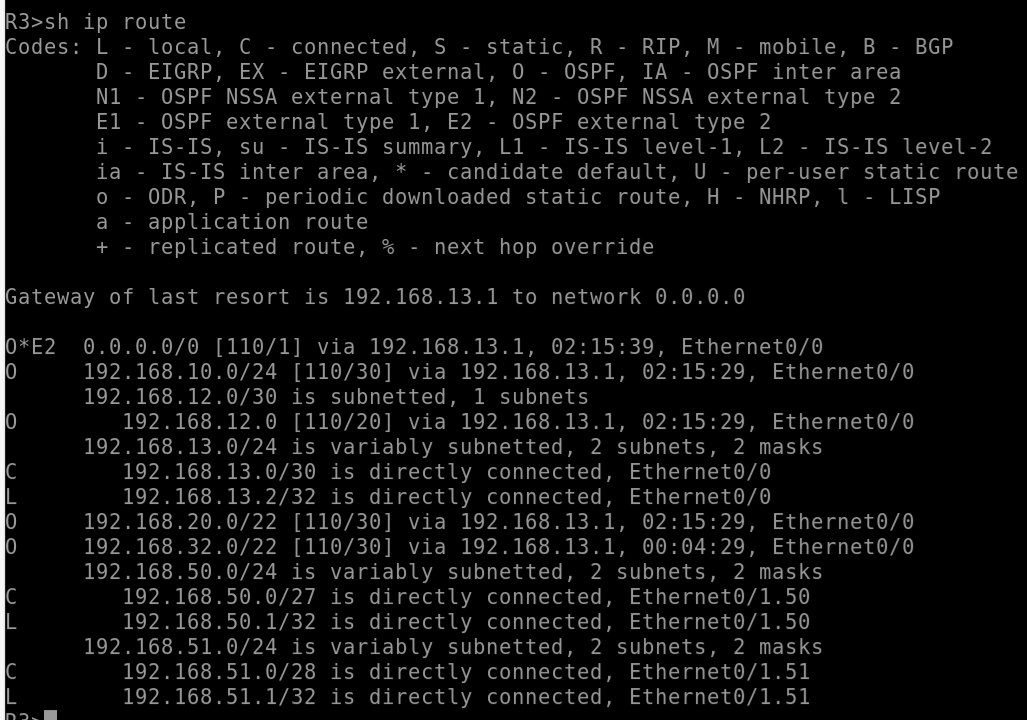 R3>sh ip route
Codes: L - local, C - connected, S - static, R - RIP, M - mobile, B - BGP
       D - EIGRP, EX - EIGRP external, O - OSPF, IA - OSPF inter area
       N1 - OSPF NSSA external type 1, N2 - OSPF NSSA external type 2
       E1 - OSPF external type 1, E2 - OSPF external type 2
       i - IS-IS, su - IS-IS summary, L1 - IS-IS level-1, L2 - IS-IS level-2
       ia - IS-IS inter area, * - candidate default, U - per-user static route
       o - ODR, P - periodic downloaded static route, H - NHRP, l - LISP
       a - application route
       + - replicated route, % - next hop override

Gateway of last resort is 192.168.13.1 to network 0.0.0.0

O*E2  0.0.0.0/0 [110/1] via 192.168.13.1, 02:15:39, Ethernet0/0
O     192.168.10.0/24 [110/30] via 192.168.13.1, 02:15:29, Ethernet0/0
      192.168.12.0/30 is subnetted, 1 subnets
O        192.168.12.0 [110/20] via 192.168.13.1, 02:15:29, Ethernet0/0
      192.168.13.0/24 is variably subnetted, 2 subnets, 2 masks
C        192.168.13.0/30 is directly connected, Ethernet0/0
L        192.168.13.2/32 is directly connected, Ethernet0/0
O     192.168.20.0/22 [110/30] via 192.168.13.1, 02:15:29, Ethernet0/0
O     192.168.32.0/22 [110/30] via 192.168.13.1, 00:04:29, Ethernet0/0
      192.168.50.0/24 is variably subnetted, 2 subnets, 2 masks
C        192.168.50.0/27 is directly connected, Ethernet0/1.50
L        192.168.50.1/32 is directly connected, Ethernet0/1.50
      192.168.51.0/24 is variably subnetted, 2 subnets, 2 masks
C        192.168.51.0/28 is directly connected, Ethernet0/1.51
L        192.168.51.1/32 is directly connected, Ethernet0/1.51
R3>